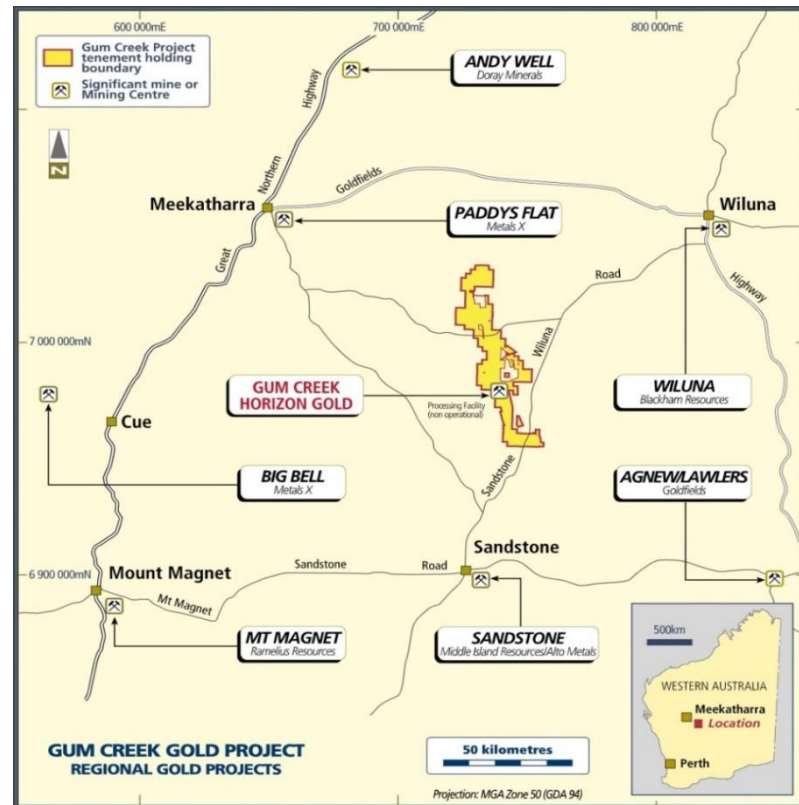 600 000mE
700 000mE
800 000mE
Gum Creek Project
tenement holding
boundary
Significant mine or
Mining Centre
N
ANDY WELL
Doray Minerals
Highway
Northern
Goldfields
Meekatharra
Wiluna
PADDYS FLAT
Metals X
Great
Road
Highway
7 000 000mN
Wiluna
GUM CREEK
HORIZON GOLD
Processing Facility
(non operational)
WILUNA
Blackham Resources
Cue
BIG BELL
Metals X
Sandstone
AGNEW/LAWLERS
Goldfields
Sandstone
6 900 000mN
Mount Magnet
Sandstone
Road
Mt Magnet
MT MAGNET
Ramelius Resources
SANDSTONE
Middle Island Resources/Alto Metals
500km
WESTERN AUSTRALIA
Meekatharra
Location
Perth
GUM CREEK GOLD PROJECT
REGIONAL GOLD PROJECTS
50 kilometres
Projection: MGA Zone 50 (GDA 94)